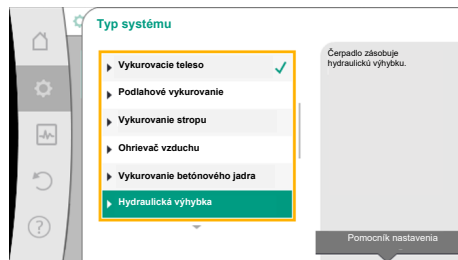 Typ systému
Vykurovacie teleso
Podlahové vykurovanie
Vykurovanie stropu
Ohrievač vzduchu
Vykurovanie betónového jadra
Hydraulická výhybka
Čerpadlo zásobuje
hydraulickú výhybku.
Pomocník nastavenia